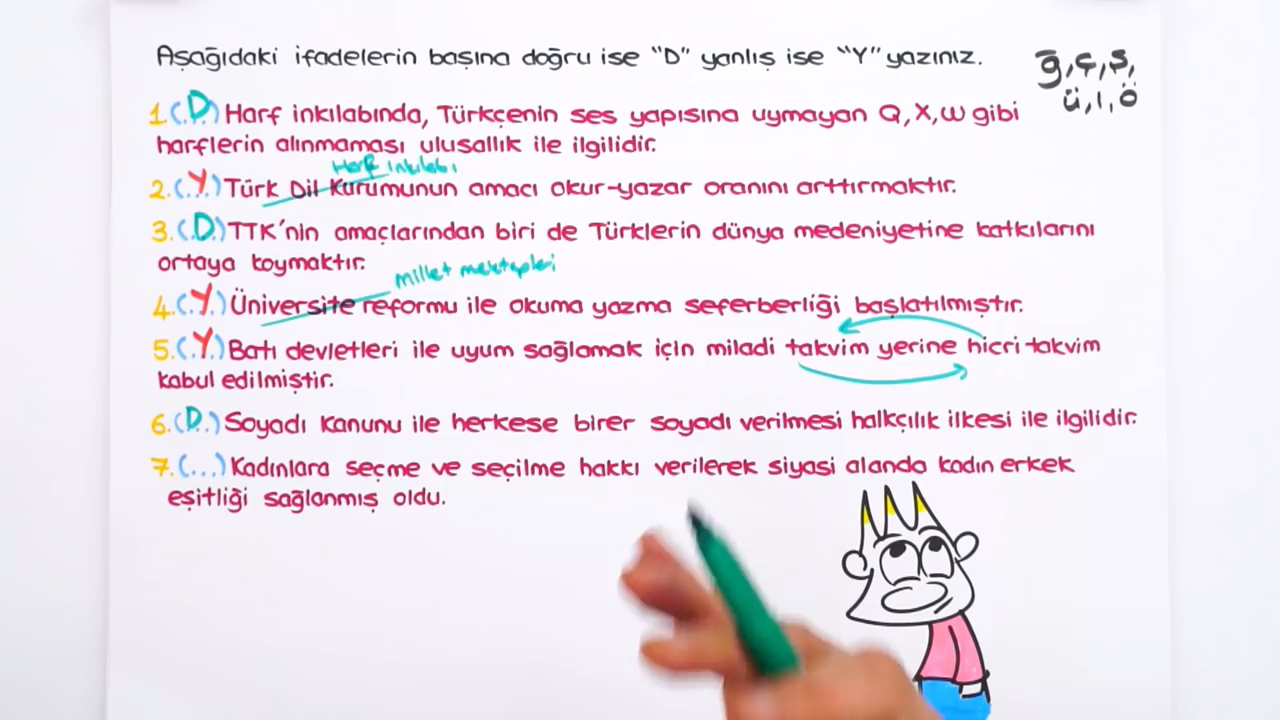 Aşağıdaki ifadelerin başına doğru ise "D" yanlış ise "Y" yazınız.
ğ, ç, ş,
ü, ı, ö
1. (.D.) Harf inkılabında, Türkçenin ses yapısına uymayan Q, X, W gibi
harflerin alınmaması ulusallık ile ilgilidir.
Harf inkılabı
2. (.Y.) Türk Dil Kurumunun amacı okur-yazar oranını arttırmaktır.
3. (.D.) TTK'nin amaçlarından biri de Türklerin dünya medeniyetine katkılarını
ortaya koymaktır.
millet mektepleri
4. (.Y.) Üniversite reformu ile okuma yazma seferberliği başlatılmıştır.
5. (.Y.) Batı devletleri ile uyum sağlamak için miladi takvim yerine hicri takvim
kabul edilmiştir.
6. (.D.) Soyadı Kanunu ile herkese birer soyadı verilmesi halkçılık ilkesi ile ilgilidir.
7. (...) Kadınlara seçme ve seçilme hakkı verilerek siyasi alanda kadın erkek
eşitliği sağlanmış oldu.